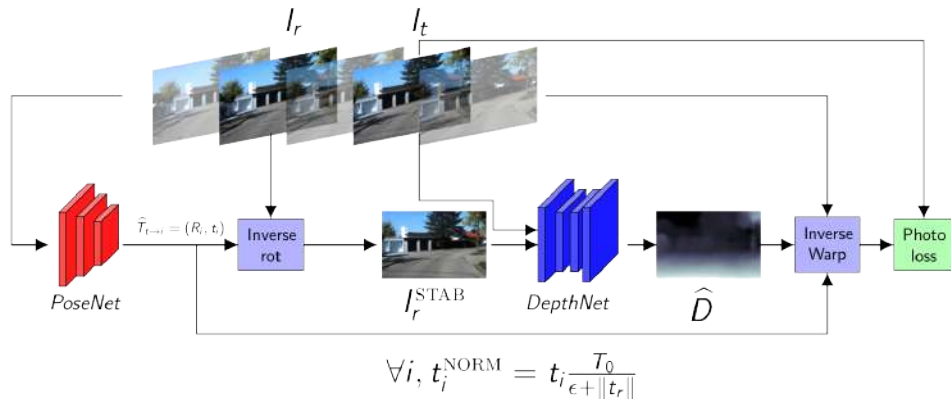 I_r I_t
T̂_{t→i} = (R_i, t_i)
Inverse rot
Inverse Warp
Photo loss
PoseNet
I_r^{STAB}
DepthNet
D̂
∀i, t_i^{NORM} = t_i \frac{T_0}{ϵ+‖t_r‖}